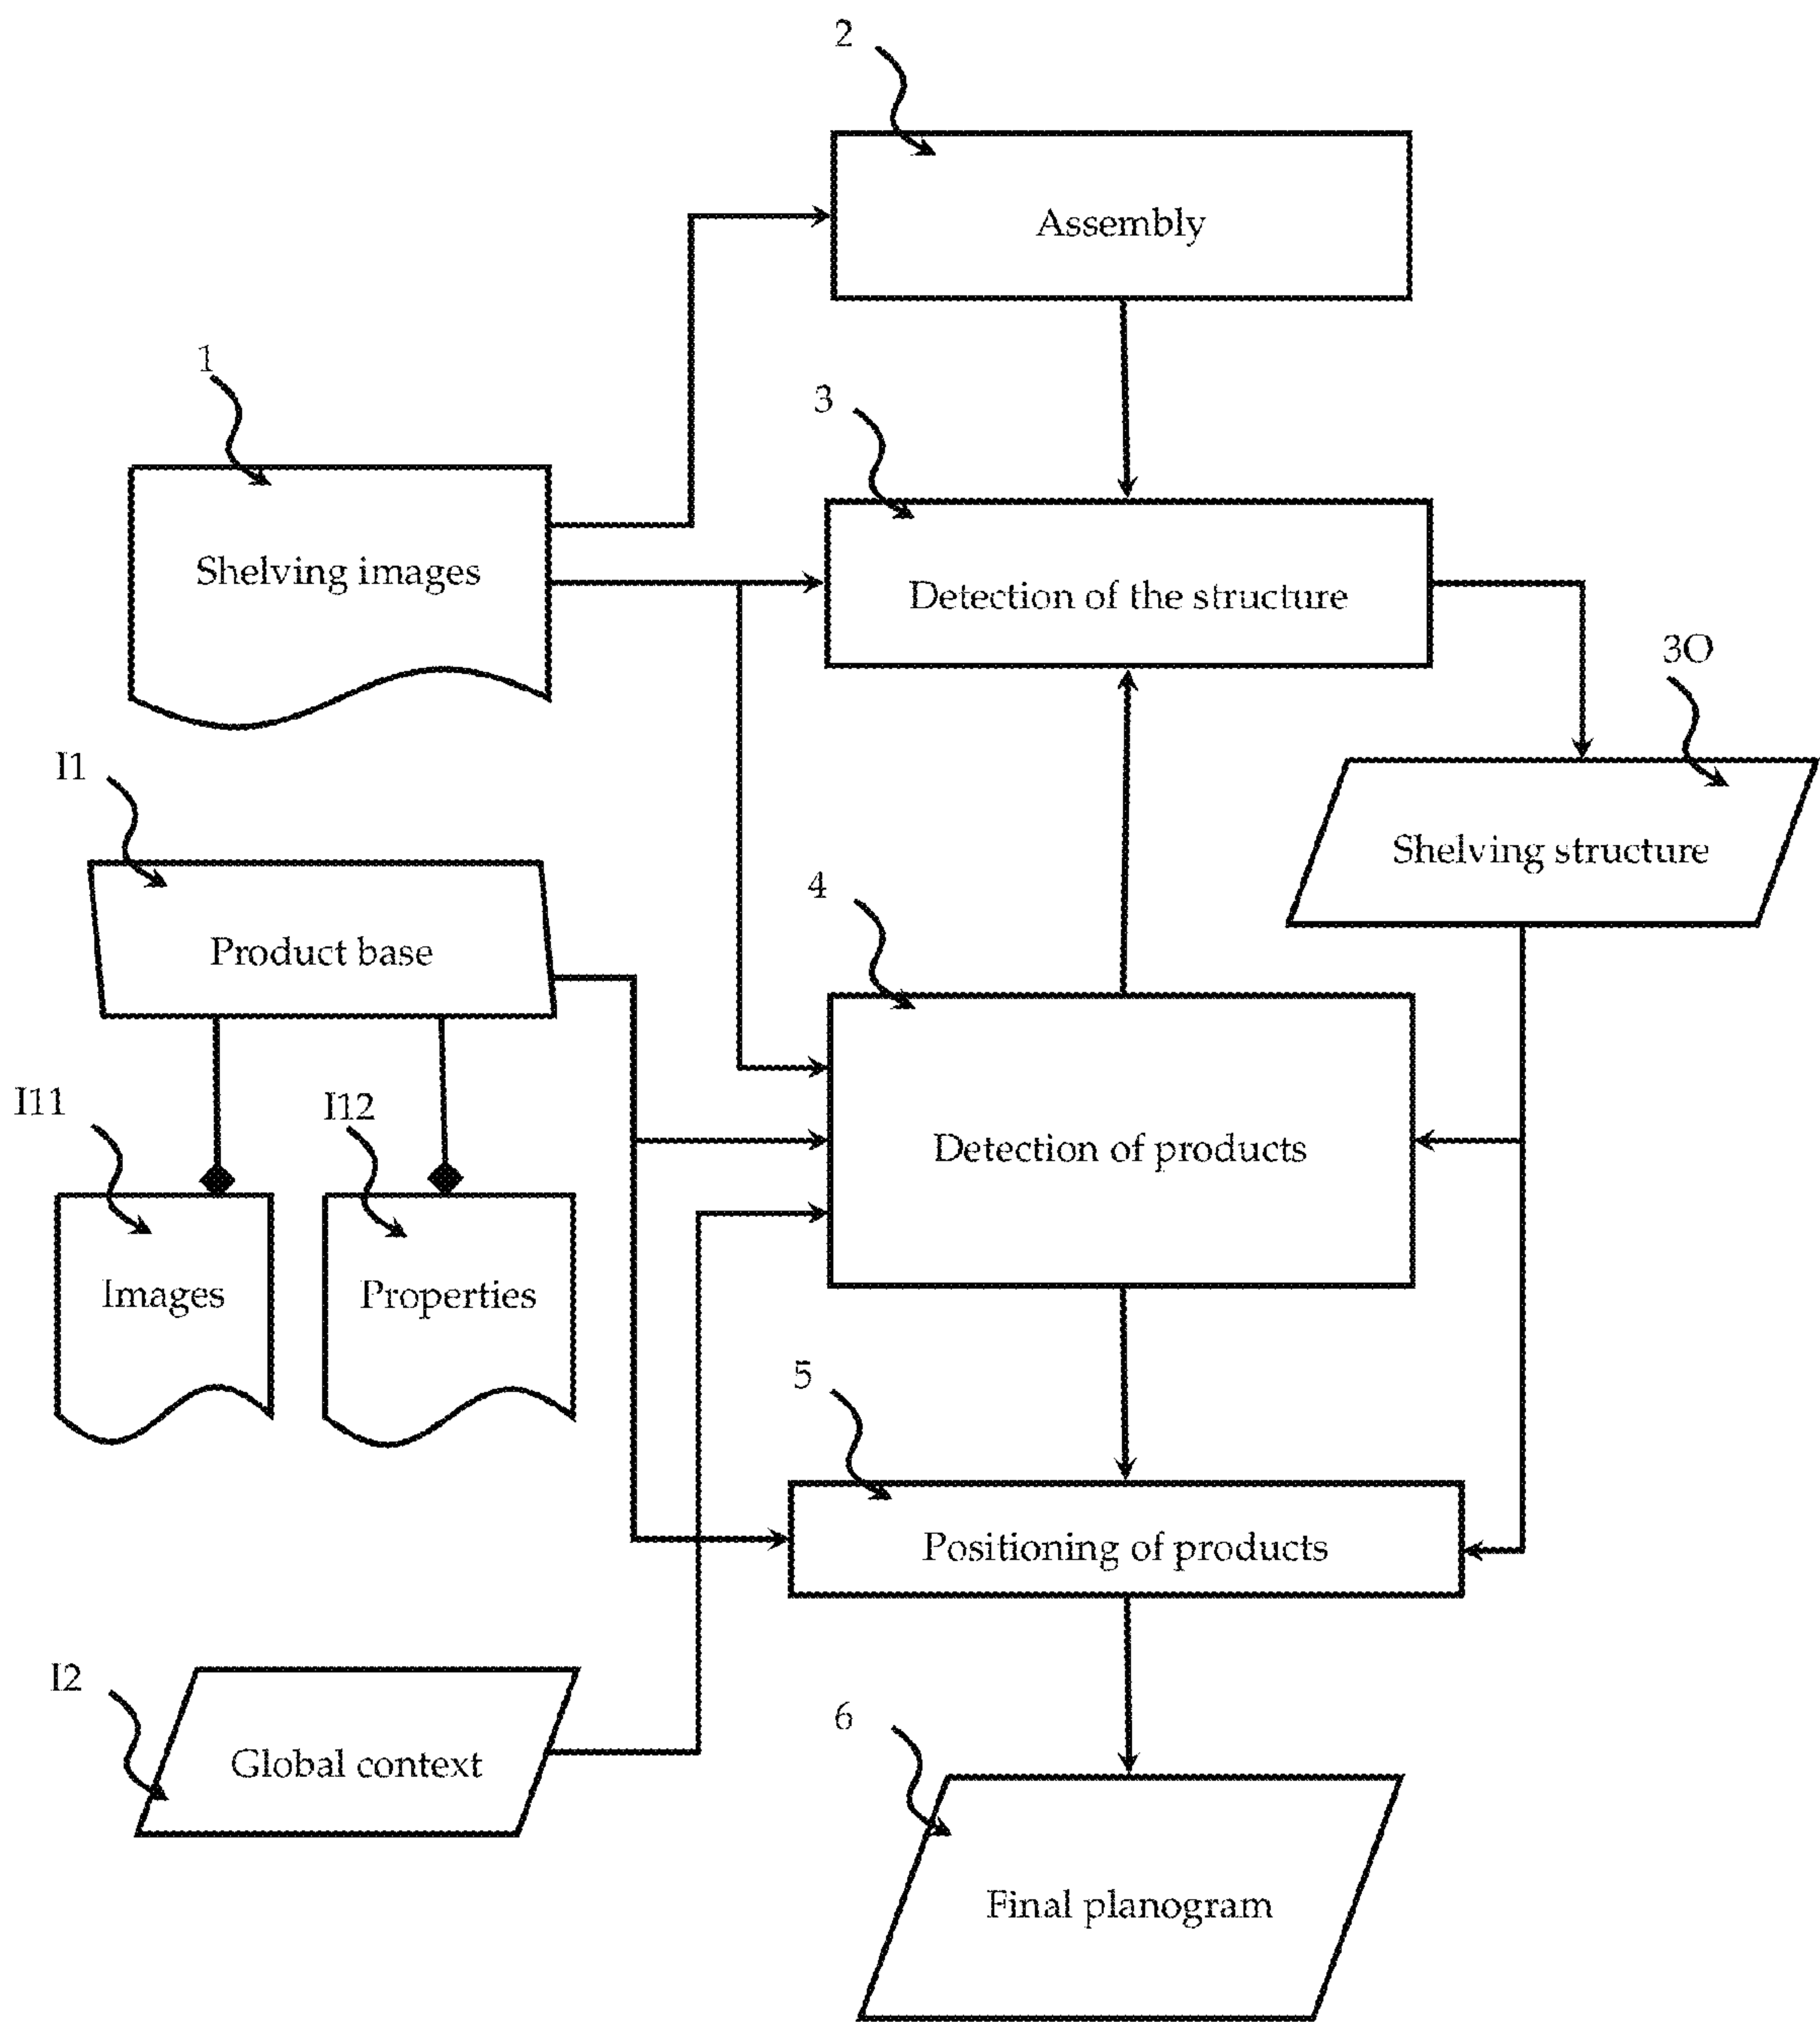 2
Assembly
1
3
Shelving images
Detection of the structure
3O
I1
Shelving structure
4
Product base
I11
I12
Detection of products
Images
Properties
5
Positioning of products
I2
6
Global context
Final planogram